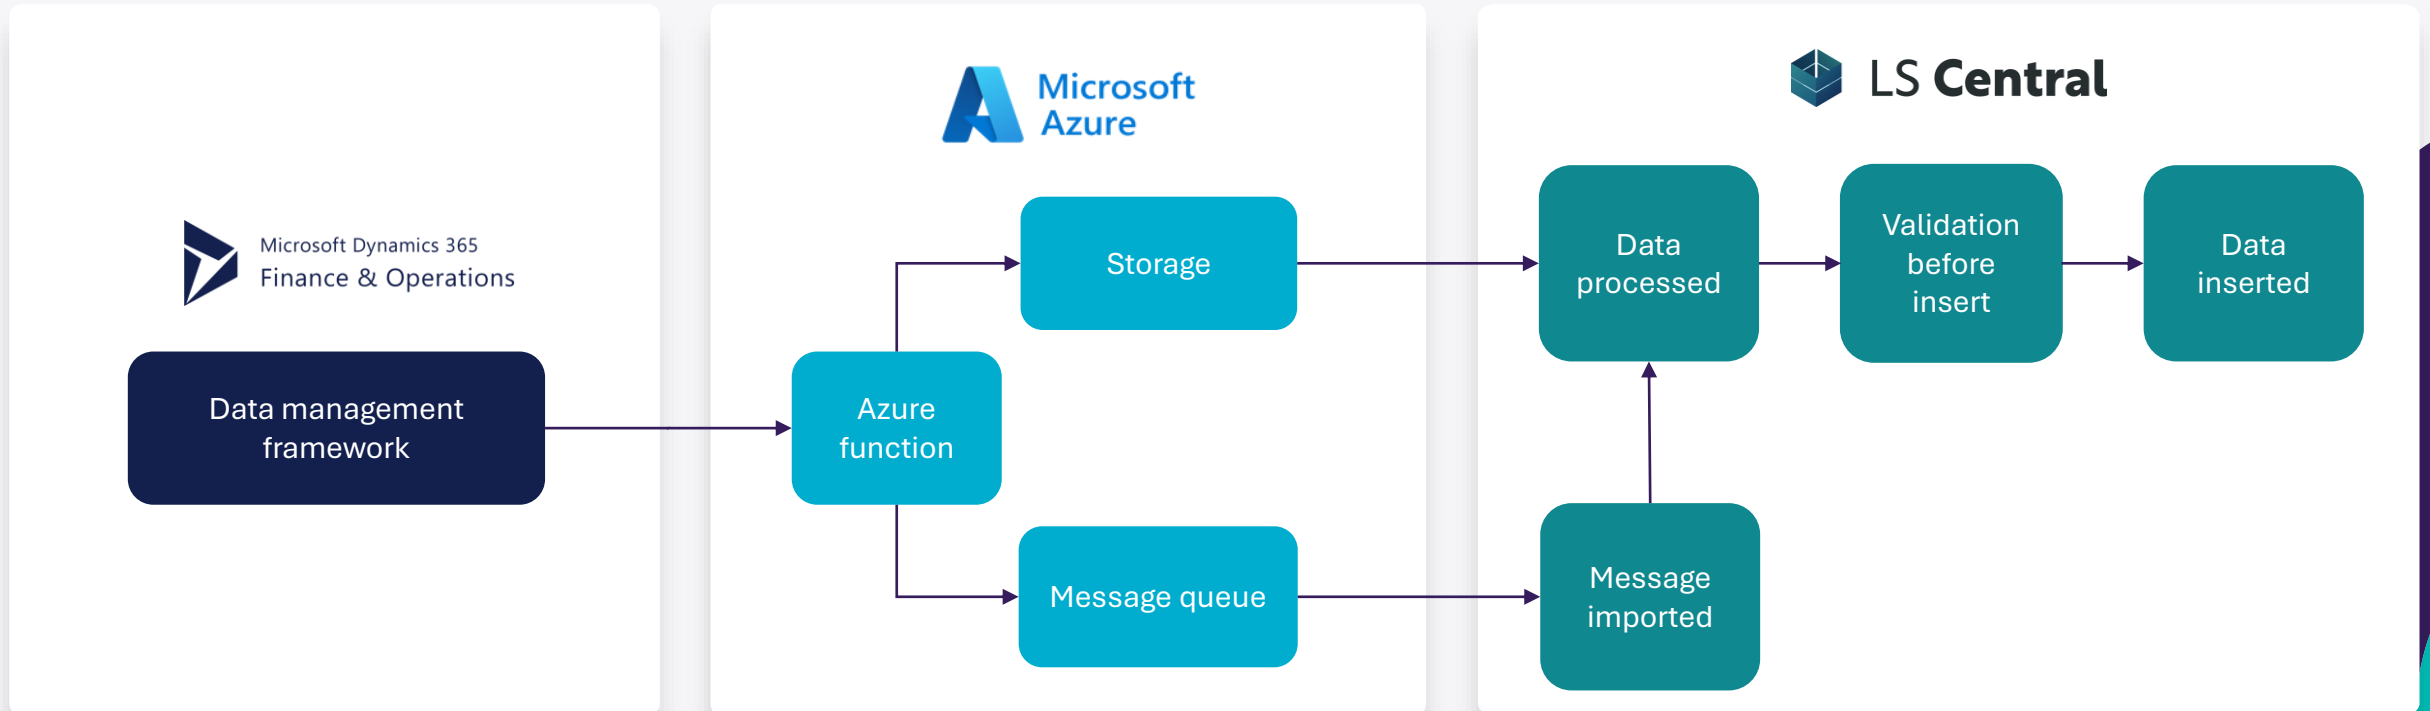 Microsoft Dynamics 365
Finance & Operations
Data management
framework
Microsoft
Azure
Storage
Azure
function
Message queue
LS Central
Data
processed
Validation
before
insert
Data
inserted
Message
imported